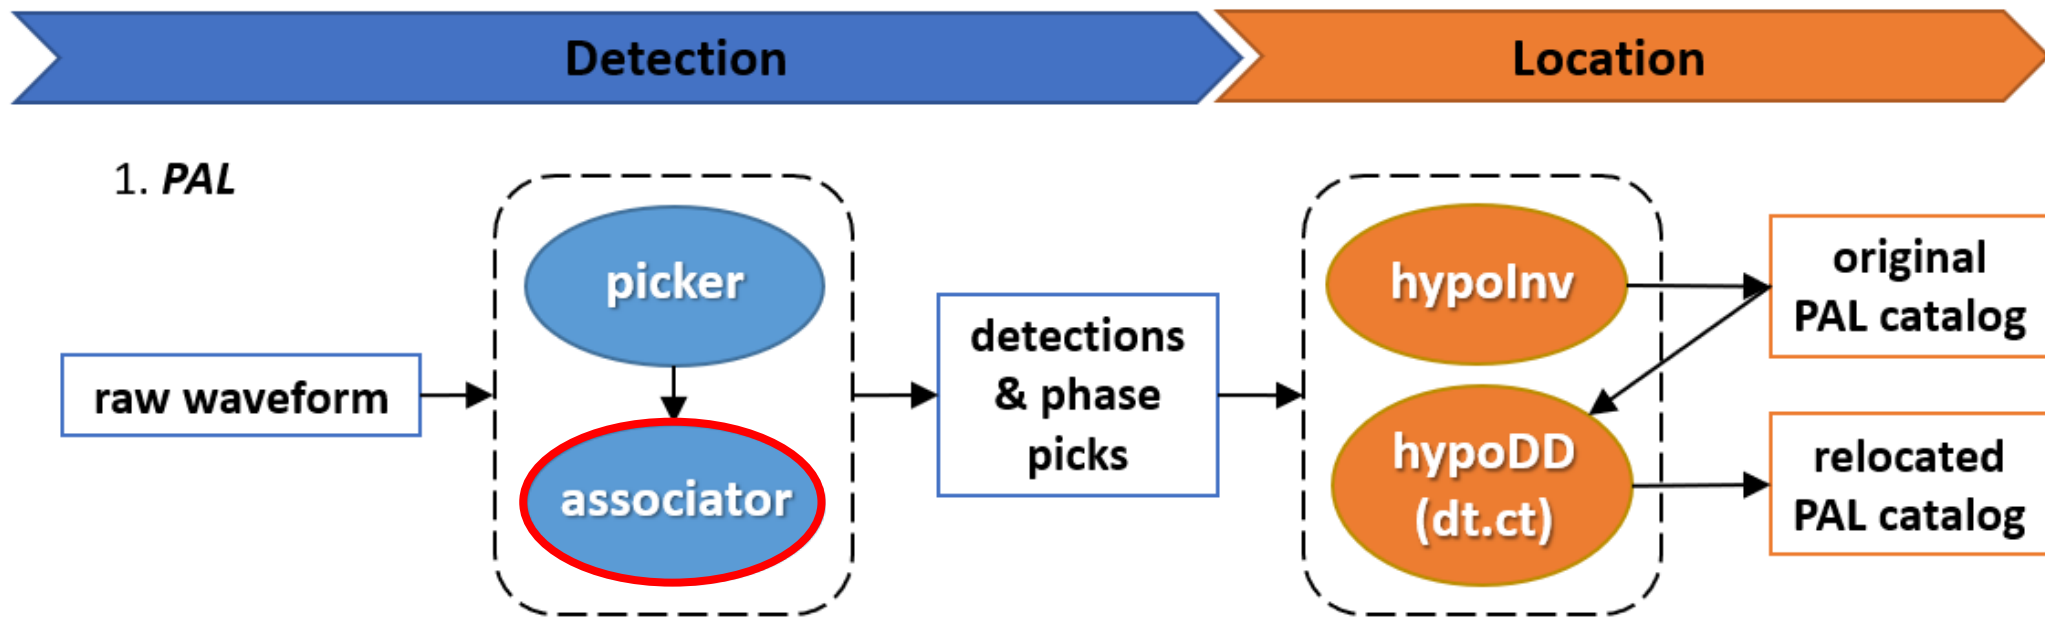 Detection
Location
1. PAL
picker
associator
raw waveform
detections
& phase
picks
hypoInv
hypoDD
(dt.ct)
original
PAL catalog
relocated
PAL catalog